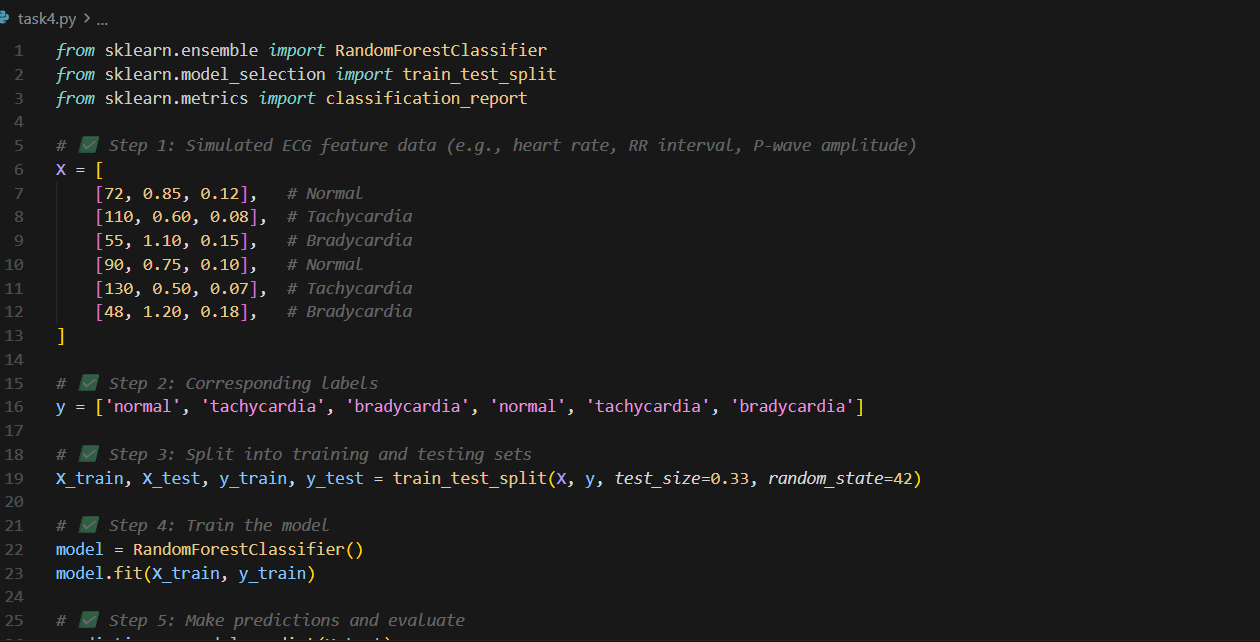 task4.py > ...
1 from sklearn.ensemble import RandomForestClassifier
2 from sklearn.model_selection import train_test_split
3 from sklearn.metrics import classification_report
4
5 # ✅ Step 1: Simulated ECG feature data (e.g., heart rate, RR interval, P-wave amplitude)
6 X = [
7     [72, 0.85, 0.12],   # Normal
8     [110, 0.60, 0.08],  # Tachycardia
9     [55, 1.10, 0.15],   # Bradycardia
10     [90, 0.75, 0.10],   # Normal
11     [130, 0.50, 0.07],  # Tachycardia
12     [48, 1.20, 0.18],   # Bradycardia
13 ]
14
15 # ✅ Step 2: Corresponding labels
16 y = ['normal', 'tachycardia', 'bradycardia', 'normal', 'tachycardia', 'bradycardia']
17
18 # ✅ Step 3: Split into training and testing sets
19 X_train, X_test, y_train, y_test = train_test_split(X, y, test_size=0.33, random_state=42)
20
21 # ✅ Step 4: Train the model
22 model = RandomForestClassifier()
23 model.fit(X_train, y_train)
24
25 # ✅ Step 5: Make predictions and evaluate